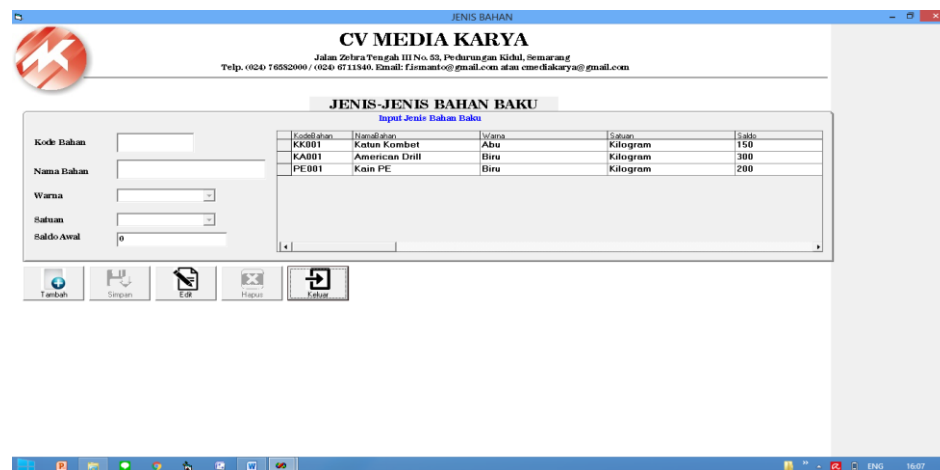 JENIS BAHAN
CV MEDIA KARYA
Jalan Zebra Tengah III No. 53, Pedurungan Kidul, Semarang
Telp. (024) 76582000 / (024) 6711840. Email: f.ismanto@gmail.com atau cmediakarya@gmail.com
JENIS-JENIS BAHAN BAKU
Input Jenis Bahan Baku
Kode Bahan
Nama Bahan
Warna
Satuan
Saldo Awal 0
KodeBahan NamaBahan Warna Satuan Saldo
KK001 Katun Kombet Abu Kilogram 150
KA001 American Drill Biru Kilogram 300
PE001 Kain PE Biru Kilogram 200
Tambah Simpan Edit Hapus Keluar
ENG 16:07